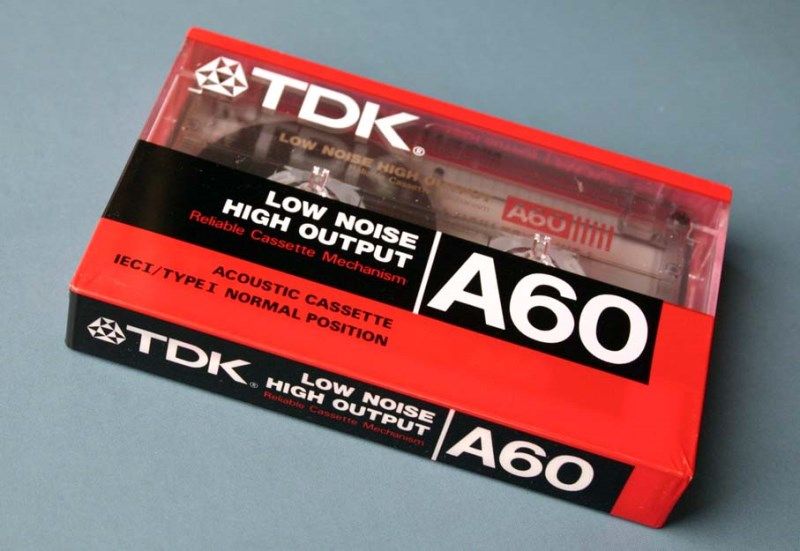 TDK®
LOW NOISE HIGH OUTPUT
A60
LOW NOISE
HIGH OUTPUT
Reliable Cassette Mechanism
A60
ACOUSTIC CASSETTE
IECI/TYPEI NORMAL POSITION
TDK®
LOW NOISE
HIGH OUTPUT
Reliable Cassette Mechanism
A60